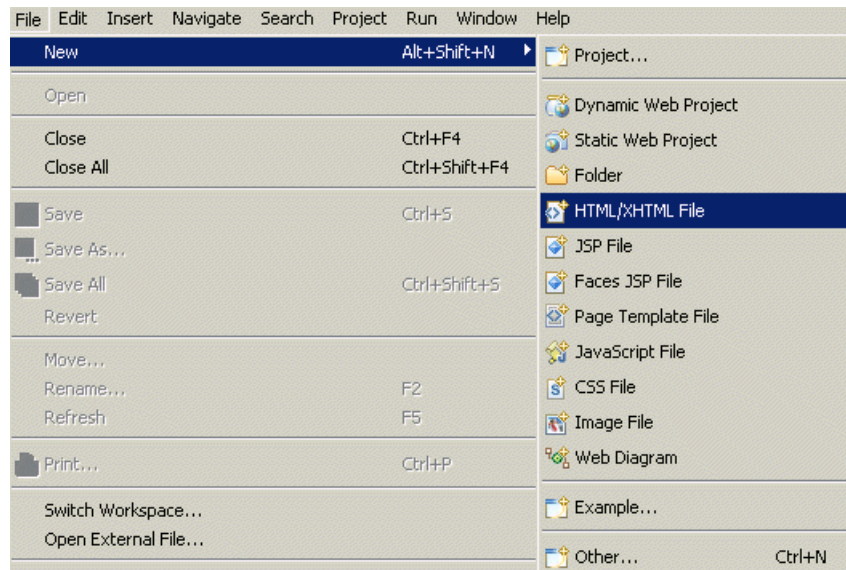 File Edit Insert Navigate Search Project Run Window Help
New Alt+Shift+N
Open
Close Ctrl+F4
Close All Ctrl+Shift+F4
Save Ctrl+S
Save As...
Save All Ctrl+Shift+S
Revert
Move...
Rename... F2
Refresh F5
Print... Ctrl+P
Switch Workspace...
Open External File...
Project...
Dynamic Web Project
Static Web Project
Folder
HTML/XHTML File
JSP File
Faces JSP File
Page Template File
JavaScript File
CSS File
Image File
Web Diagram
Example...
Other... Ctrl+N